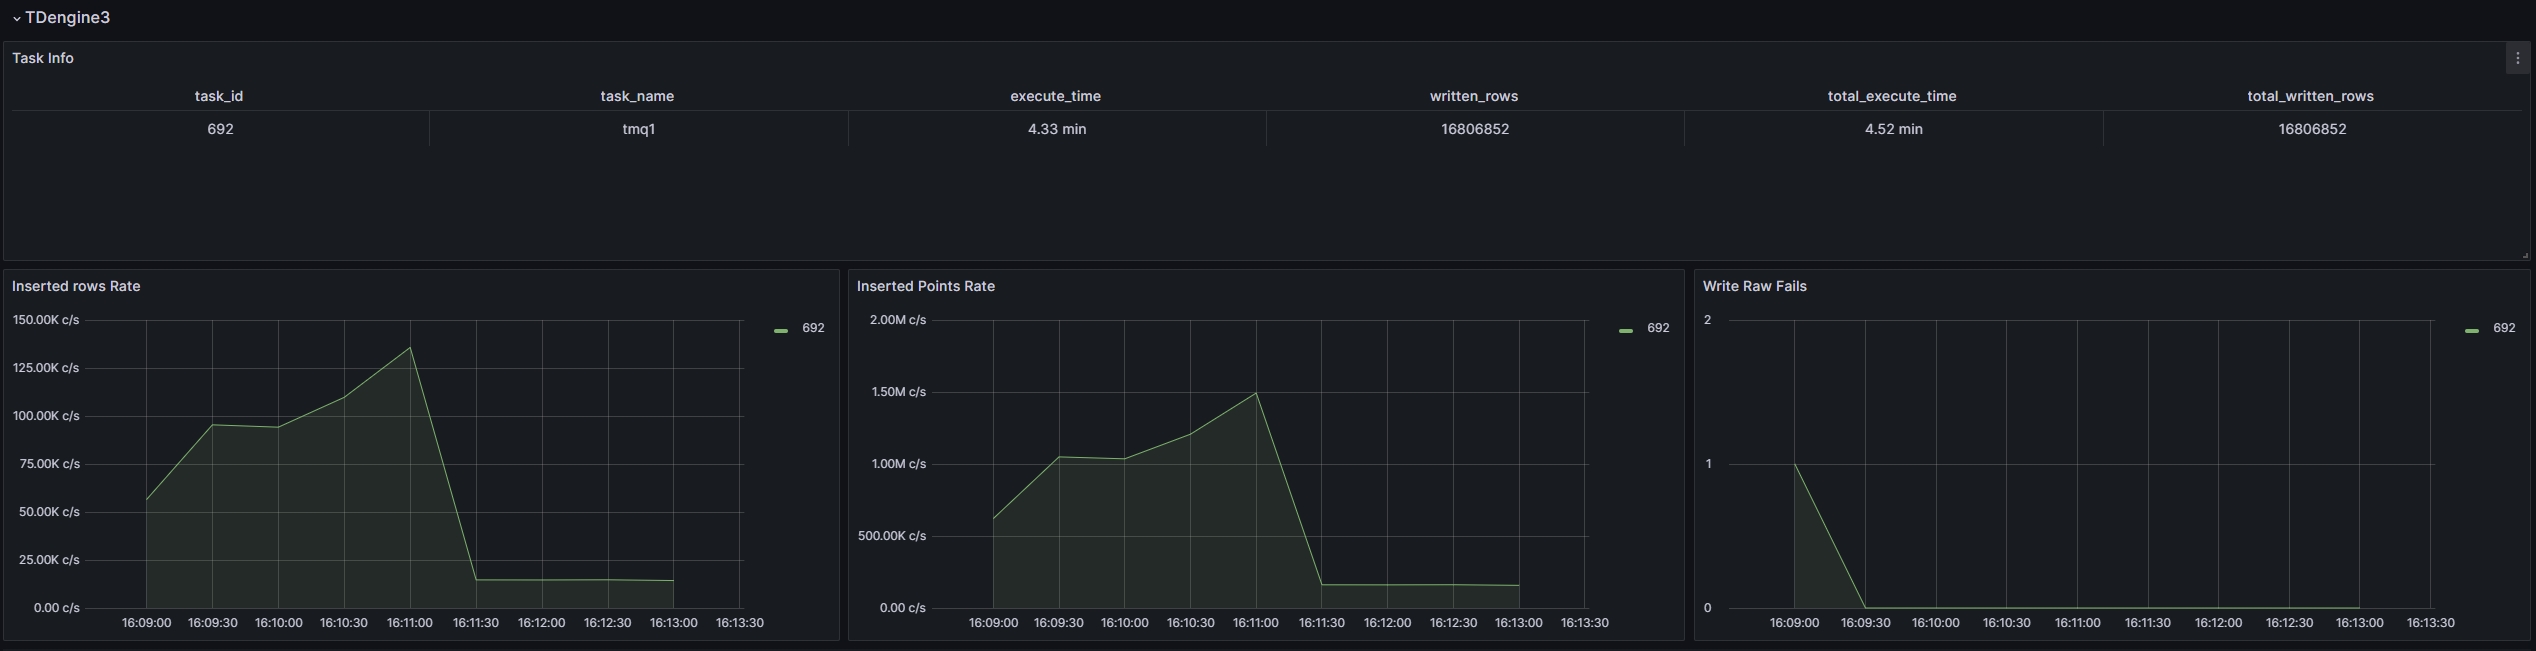 TDengine3
Task Info
task_id task_name execute_time written_rows total_execute_time total_written_rows
692 tmq1 4.33 min 16806852 4.52 min 16806852
Inserted rows Rate
150.00K c/s
125.00K c/s
100.00K c/s
75.00K c/s
50.00K c/s
25.00K c/s
0.00 c/s
16:09:00 16:09:30 16:10:00 16:10:30 16:11:00 16:11:30 16:12:00 16:12:30 16:13:00 16:13:30
692
Inserted Points Rate
2.00M c/s
1.50M c/s
1.00M c/s
500.00K c/s
0.00 c/s
16:09:00 16:09:30 16:10:00 16:10:30 16:11:00 16:11:30 16:12:00 16:12:30 16:13:00 16:13:30
692
Write Raw Fails
2
1
0
16:09:00 16:09:30 16:10:00 16:10:30 16:11:00 16:11:30 16:12:00 16:12:30 16:13:00 16:13:30
692